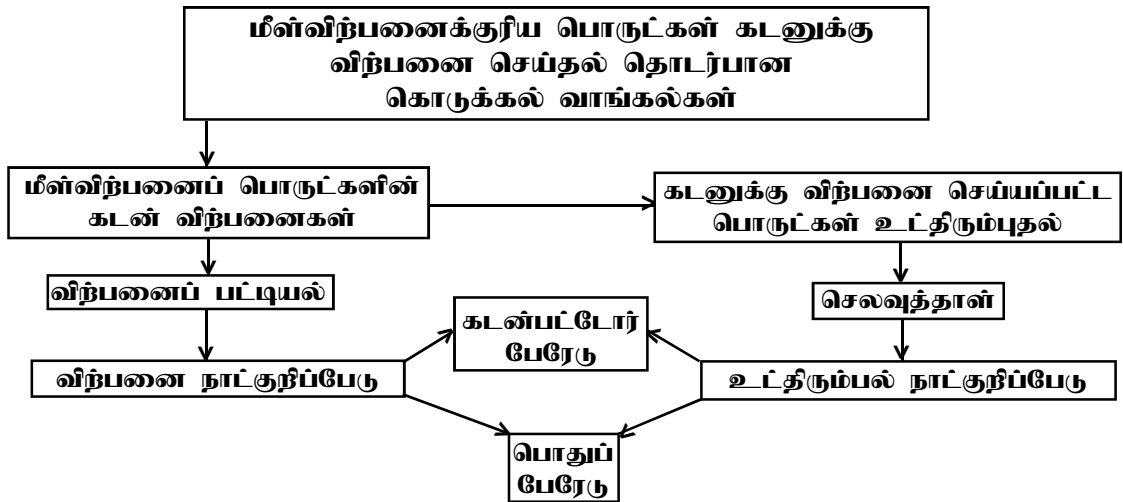 மீள்விற்பனைக்குரிய பொருட்கள் கடனுக்கு
விற்பனை செய்தல் தொடர்பான
கொடுக்கல் வாங்கல்கள்
மீள்விற்பனைப் பொருட்களின்
கடன் விற்பனைகள்
கடனுக்கு விற்பனை செய்யப்பட்ட
பொருட்கள் உட்திரும்புதல்
விற்பனைப் பட்டியல்
செலவுத்தாள்
கடன்பட்டோர்
பேரேடு
விற்பனை நாட்குறிப்பேடு
உட்திரும்பல் நாட்குறிப்பேடு
பொதுப்
பேரேடு